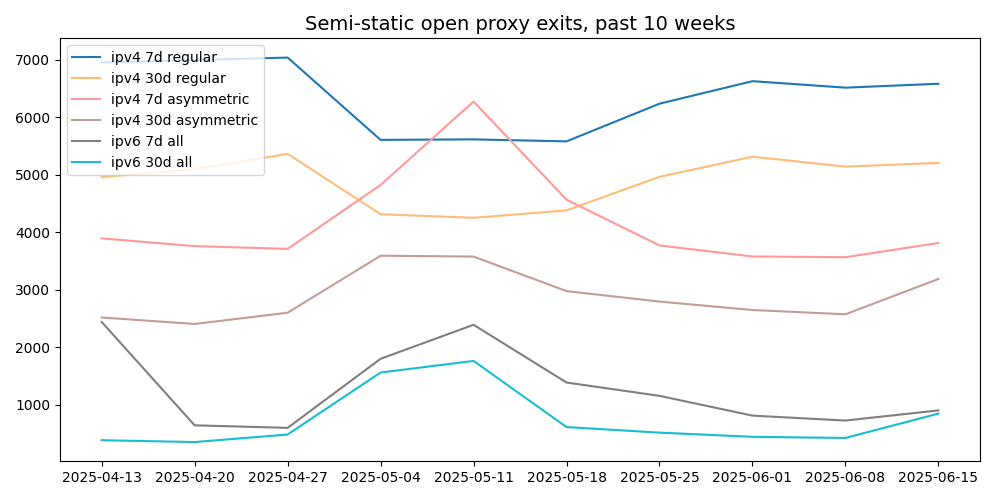 Semi-static open proxy exits, past 10 weeks
7000
6000
5000
4000
3000
2000
1000
ipv4 7d regular
ipv4 30d regular
ipv4 7d asymmetric
ipv4 30d asymmetric
ipv6 7d all
ipv6 30d all
2025-04-13 2025-04-20 2025-04-27 2025-05-04 2025-05-11 2025-05-18 2025-05-25 2025-06-01 2025-06-08 2025-06-15